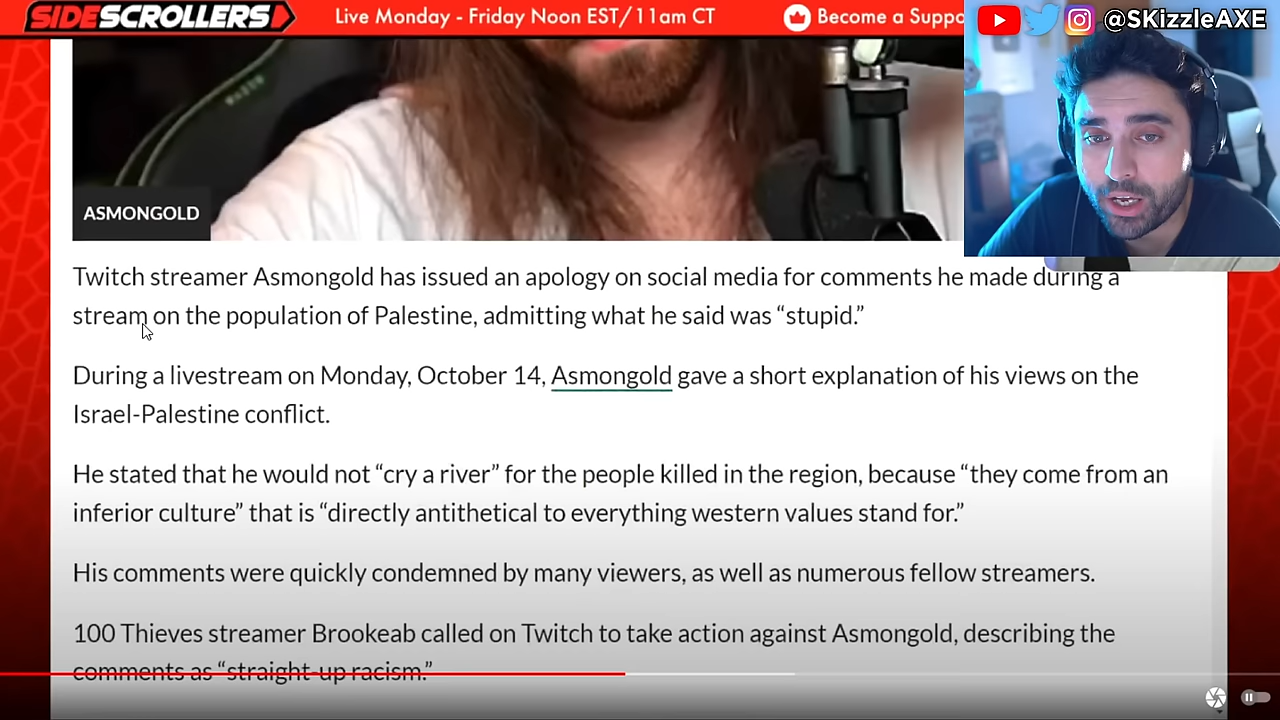 SIDESCROLLERS
Live Monday - Friday Noon EST/11am CT
Become a Suppo
@SKizzleAXE
ASMONGOLD
Twitch streamer Asmongold has issued an apology on social media for comments he made during a
stream on the population of Palestine, admitting what he said was “stupid.”
During a livestream on Monday, October 14, Asmongold gave a short explanation of his views on the
Israel-Palestine conflict.
He stated that he would not “cry a river” for the people killed in the region, because “they come from an
inferior culture” that is “directly antithetical to everything western values stand for.”
His comments were quickly condemned by many viewers, as well as numerous fellow streamers.
100 Thieves streamer Brookeab called on Twitch to take action against Asmongold, describing the
comments as “straight-up racism.”